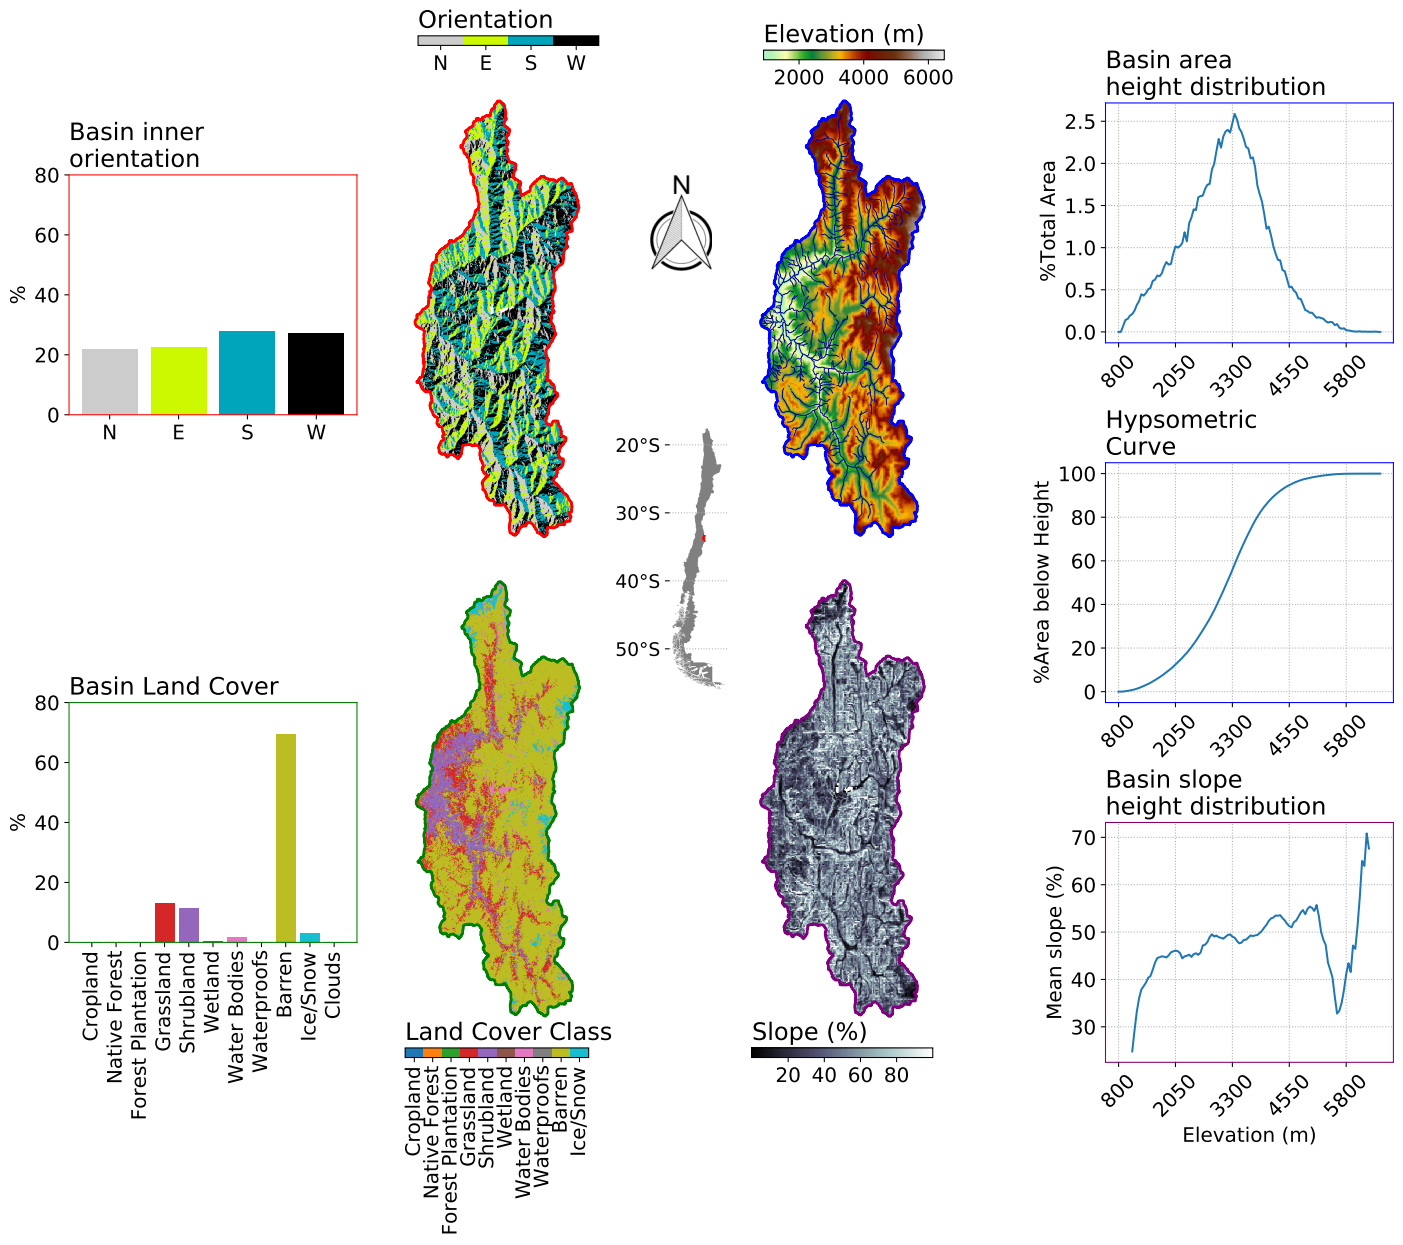 Orientation
N
E
S
W
Elevation (m)
2000
4000
6000
Basin area
height distribution
%Total Area
2.5
2.0
1.5
1.0
0.5
0.0
800
2050
3300
4550
5800
Basin inner
orientation
%
80
60
40
20
0
N
E
S
W
N
20°S
30°S
40°S
50°S
Hypsometric
Curve
%Area below Height
100
80
60
40
20
0
800
2050
3300
4550
5800
Basin Land Cover
%
80
60
40
20
0
Cropland
Native Forest
Forest Plantation
Grassland
Shrubland
Wetland
Water Bodies
Waterproofs
Barren
Ice/Snow
Clouds
Land Cover Class
Cropland
Native Forest
Forest Plantation
Grassland
Shrubland
Wetland
Water Bodies
Waterproofs
Barren
Ice/Snow
Slope (%)
20
40
60
80
Basin slope
height distribution
Mean slope (%)
70
60
50
40
30
800
2050
3300
4550
5800
Elevation (m)